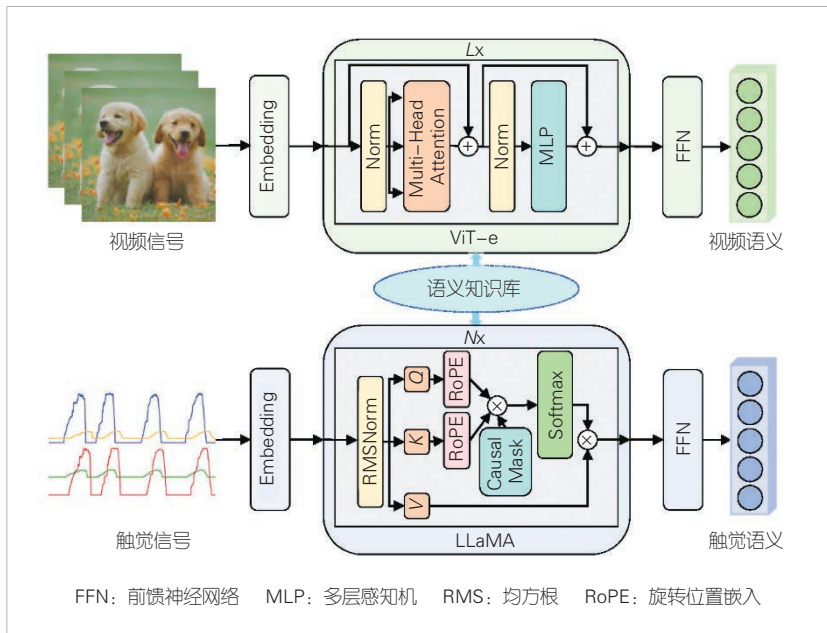 Lx
Embedding
Norm
Multi-Head
Attention
+
Norm
MLP
+
FFN
视频信号
ViT-e
视频语义
语义知识库
Nx
Embedding
RMSNorm
Q
RoPE
K
RoPE
V
×
Causal
Mask
Softmax
×
FFN
触觉信号
LLaMA
触觉语义
FFN：前馈神经网络 MLP：多层感知机 RMS：均方根 RoPE：旋转位置嵌入